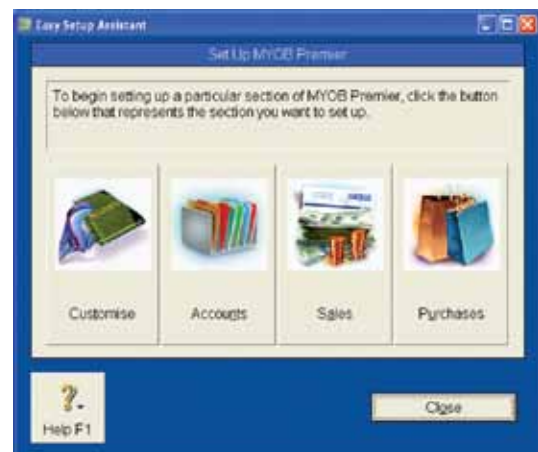 Easy Setup Assistant
Set Up MYOB Premier
To begin setting up a particular section of MYOB Premier, click the button
below that represents the section you want to set up.
Customise Accounts Sales Purchases
Help F1
Close